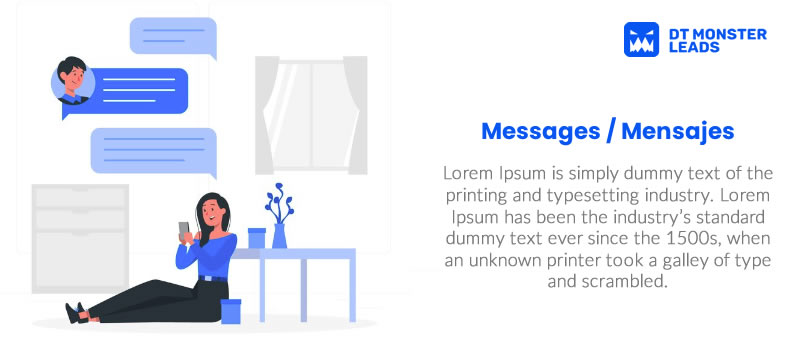 DT MONSTER
LEADS
Messages / Mensajes
Lorem Ipsum is simply dummy text of the
printing and typesetting industry. Lorem
Ipsum has been the industry's standard
dummy text ever since the 1500s, when
an unknown printer took a galley of type
and scrambled.